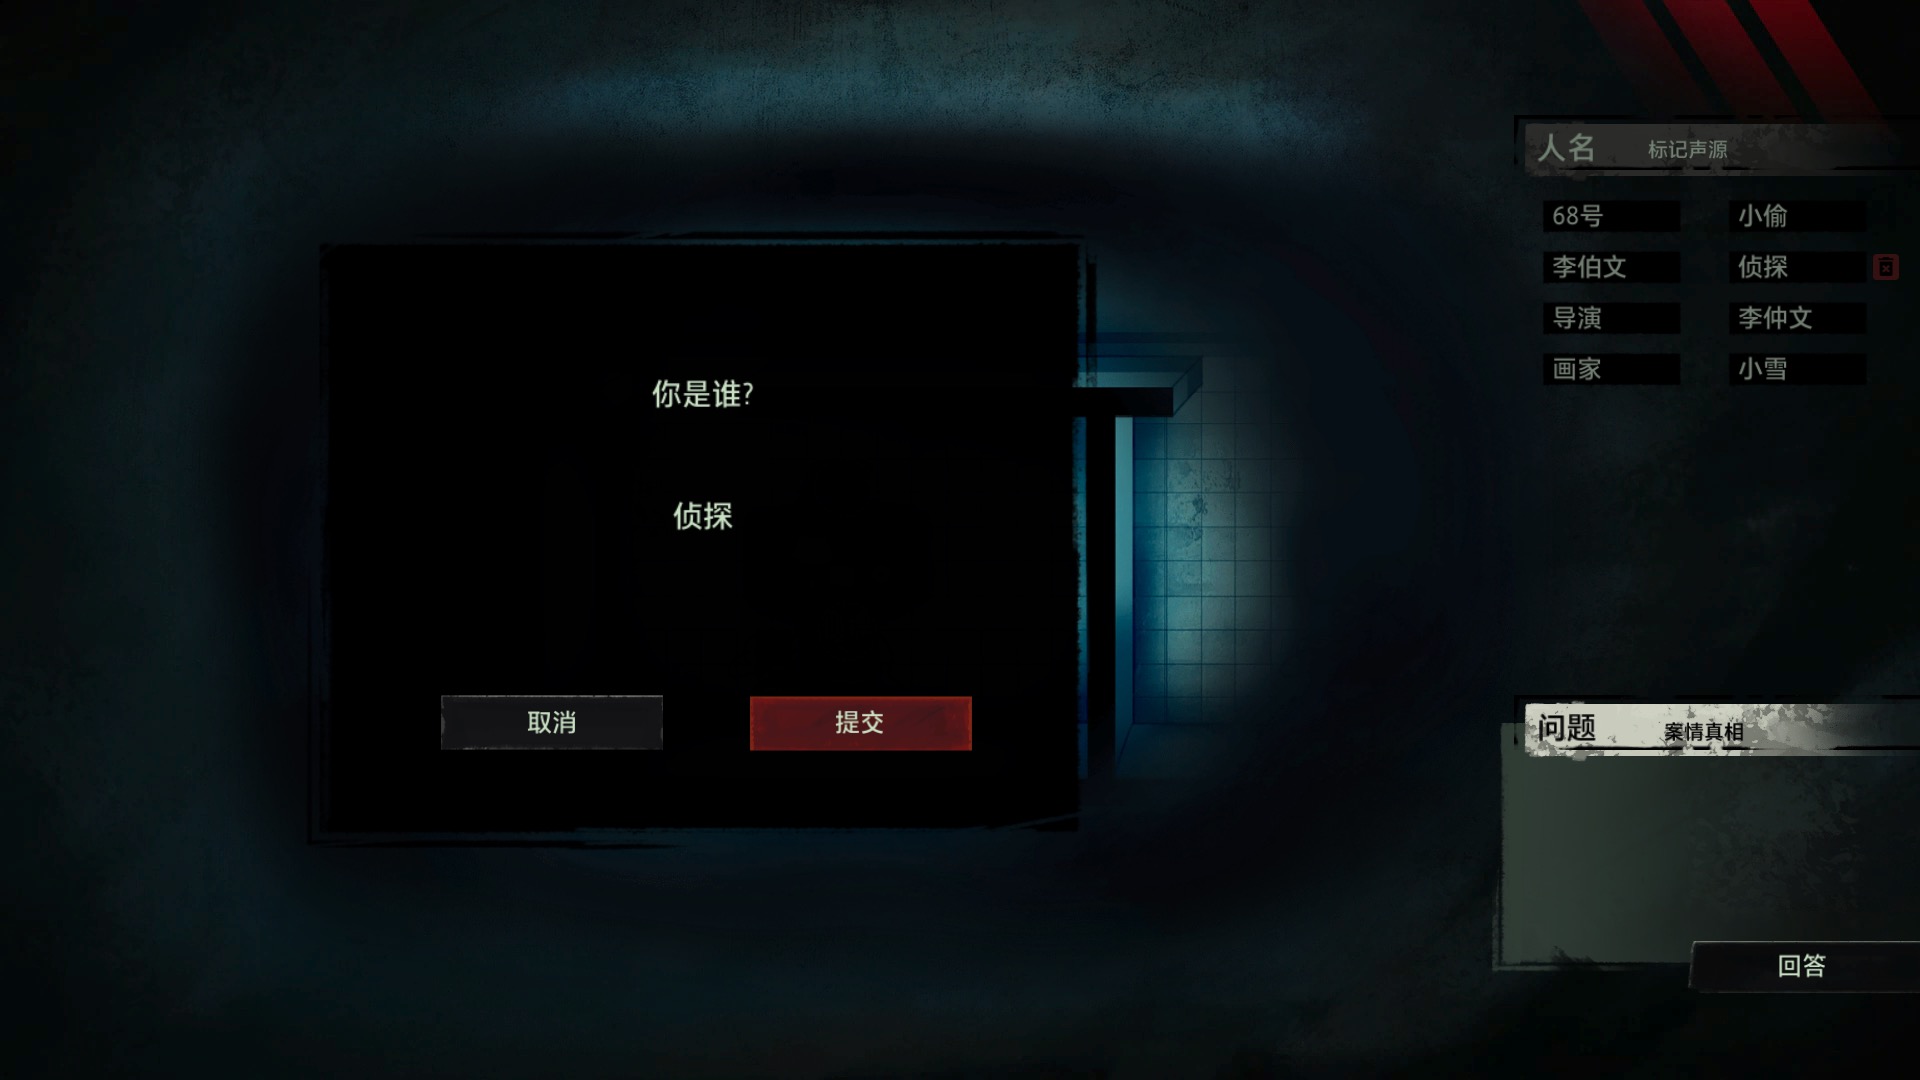 人名 标记声源
68号 小偷
李伯文 侦探
导演 李仲文
画家 小雪
你是谁?
侦探
取消 提交
问题 案情真相
回答